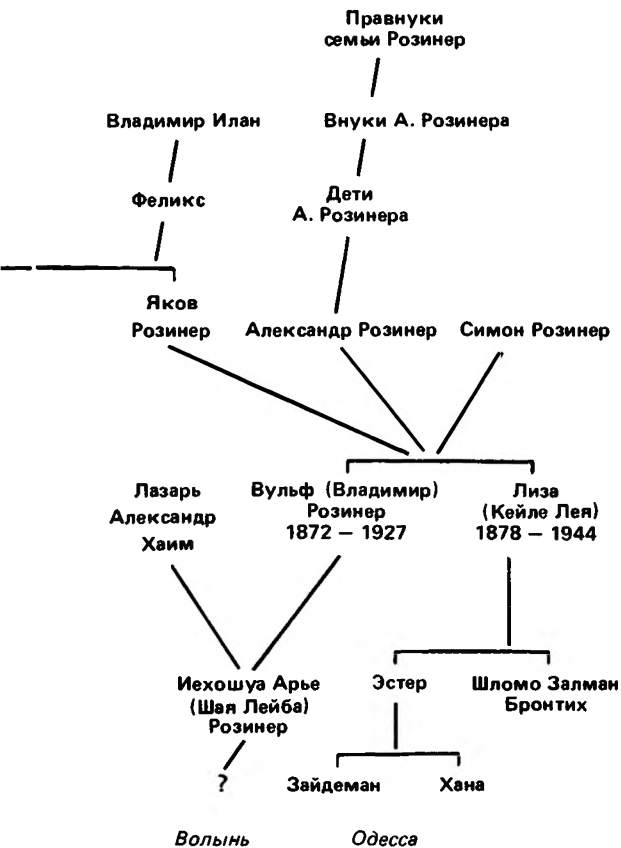 Правнуки
семьи Розинер
Владимир Илан
Внуки А. Розинера
Феликс
Дети
А. Розинера
Яков
Розинер
Александр Розинер
Симон Розинер
Лазарь
Александр
Хаим
Вульф (Владимир)
Розинер
1872 – 1927
Лиза
(Кейле Лея)
1878 – 1944
Иехошуа Арье
(Шая Лейба)
Розинер
Эстер
Шломо Залман
Бронтих
?
Зайдеман
Хана
Волынь
Одесса